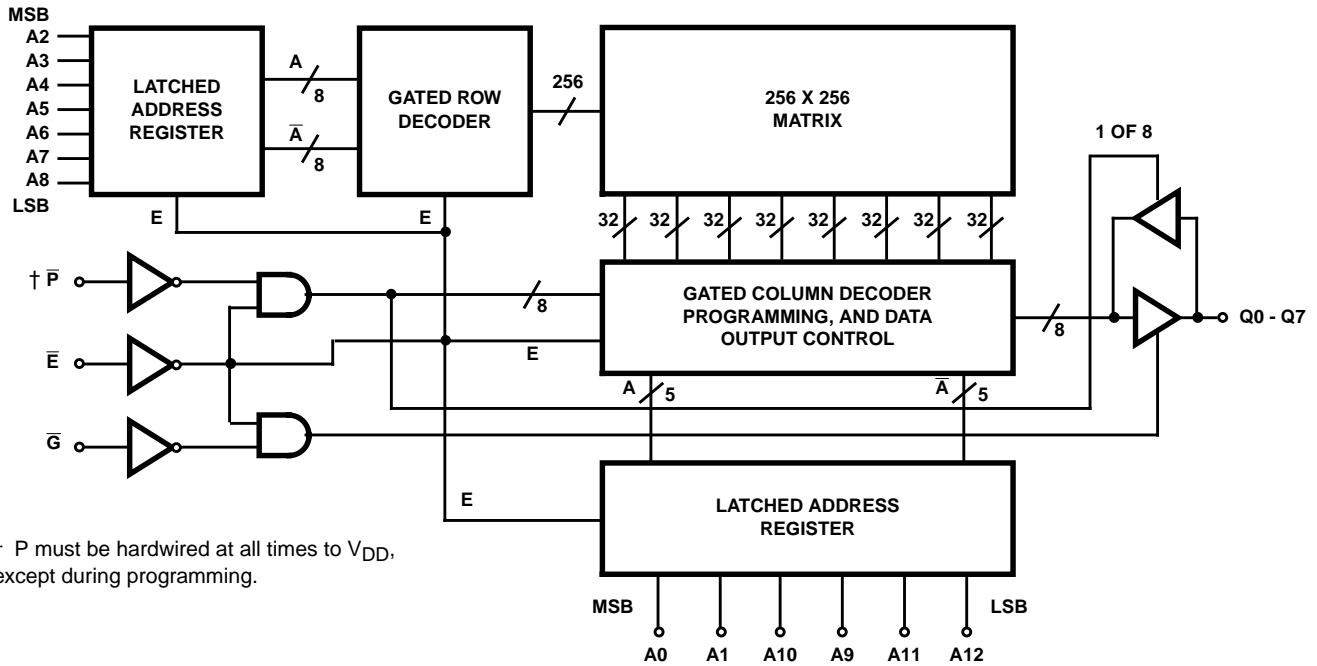 MSB
A2
A3
A4
A5
A6
A7
A8
LSB
LATCHED
ADDRESS
REGISTER
A
8
A̅
8
GATED ROW
DECODER
256
256 X 256
MATRIX
1 OF 8
E
E
32 32 32 32 32 32 32 32
† P̅
8
GATED COLUMN DECODER
PROGRAMMING, AND DATA
OUTPUT CONTROL
8
Q0 - Q7
E̅
E
A
5
A̅
5
G̅
E
LATCHED ADDRESS
REGISTER
P must be hardwired at all times to VDD,
except during programming.
MSB
LSB
A0 A1 A10 A9 A11 A12